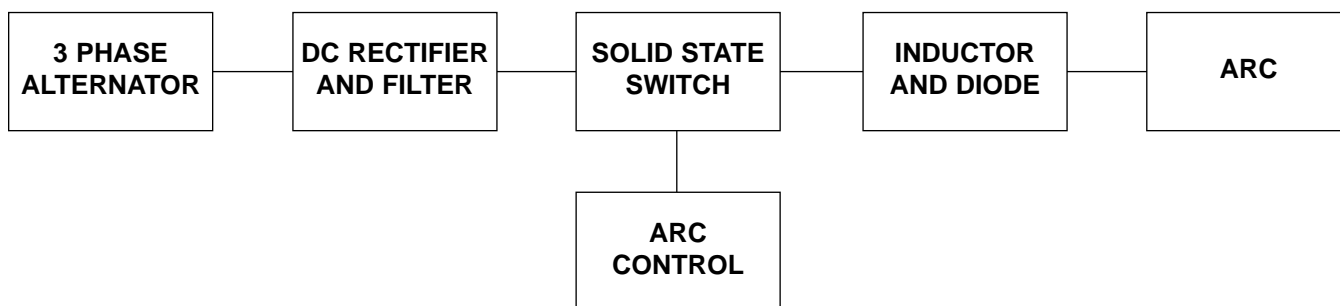 3 PHASE
ALTERNATOR
DC RECTIFIER
AND FILTER
SOLID STATE
SWITCH
INDUCTOR
AND DIODE
ARC
ARC
CONTROL